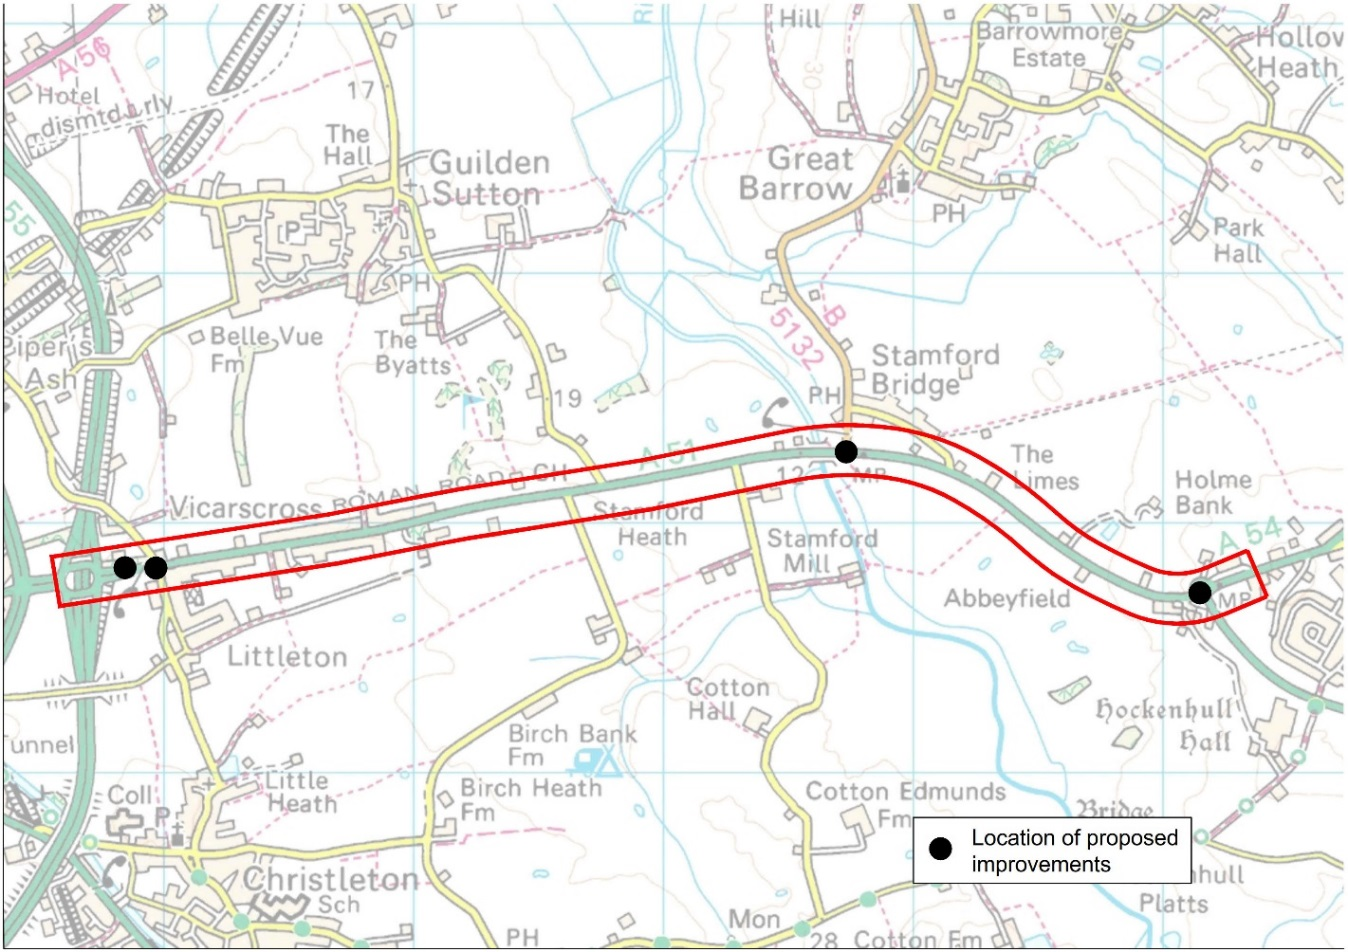 Hill
Barrowmore
Estate
Hollow
Heath
A 56
Hotel
dismtd rly
17
30
The
Hall
Guilden
Sutton
Great
Barrow
PH
Park
Hall
55
P
PH
Belle Vue
Fm
The
Byatts
Piper's
Ash
B
5132
Stamford
Bridge
PH
19
A 51
CH
ROMAN ROAD
12
MP
The
Limes
Holme
Bank
A 54
Vicarscross
Stamford
Heath
Stamford
Mill
Abbeyfield
MP
Littleton
Cotton
Hall
Hockenhull
Hall
Birch Bank
Fm
unnel
Little
Heath
Coll
P
Birch Heath
Fm
Cotton Edmunds
Fm
Bridge
Location of proposed
improvements
nhull
Platts
Christleton
Sch
PH
Mon
28
Cotton Fm